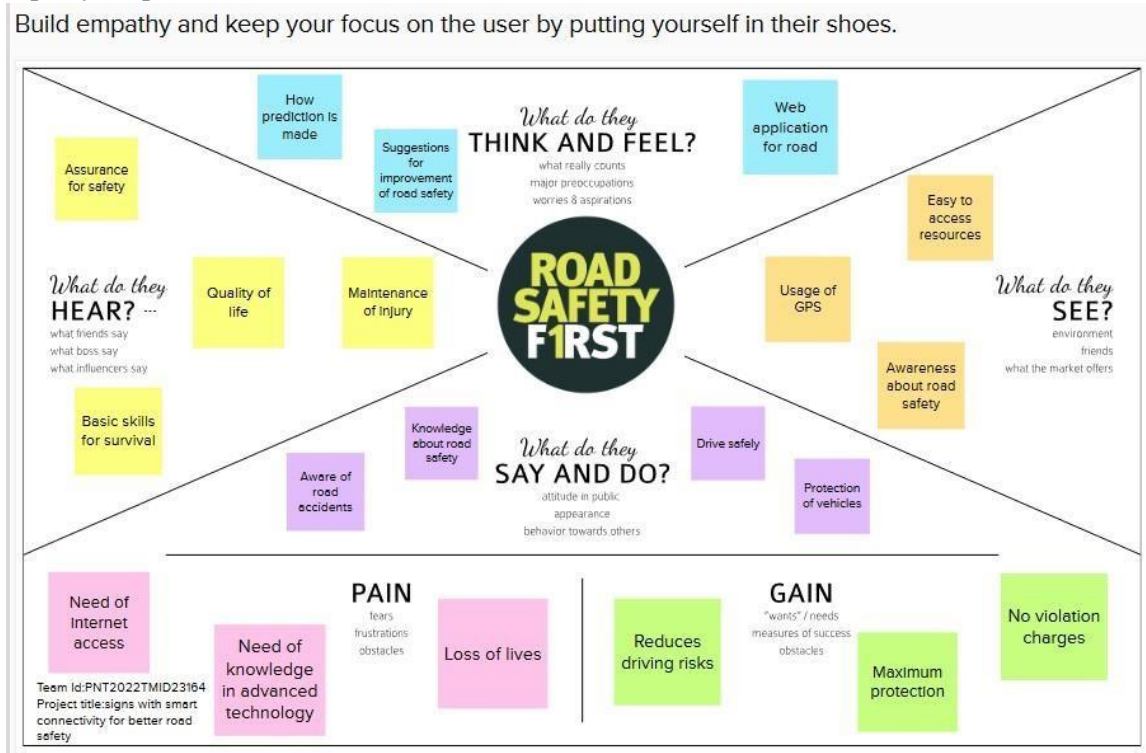 Build empathy and keep your focus on the user by putting yourself in their shoes.
What do they
THINK AND FEEL?
what really counts
major preoccupations
worries & aspirations
How
prediction is
made
Suggestions
for
improvement
of road safety
Web
application
for road
Assurance
for safety
What do they
HEAR? ...
what friends say
what boss say
what influencers say
Quality of
life
Maintenance
of injury
Basic skills
for survival
ROAD
SAFETY
F1RST
Easy to
access
resources
Usage of
GPS
What do they
SEE?
environment
friends
what the market offers
Awareness
about road
safety
Knowledge
about road
safety
Aware of
road
accidents
What do they
SAY AND DO?
attitude in public
appearance
behavior towards others
Drive safely
Protection
of vehicles
Need of
Internet
access
PAIN
fears
frustrations
obstacles
Need of
knowledge
in advanced
technology
Loss of lives
Team Id:PNT2022TMID23164
Project title:signs with smart
connectivity for better road
safety
GAIN
"wants" / needs
measures of success
obstacles
Reduces
driving risks
Maximum
protection
No violation
charges